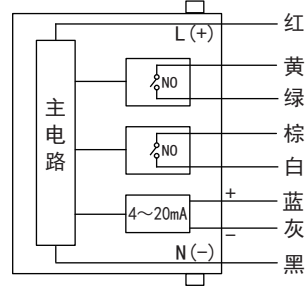 L(+) 红
黄
NO
绿
主电路
棕
NO
白
+ 蓝
4～20mA
− 灰
N(−) 黑